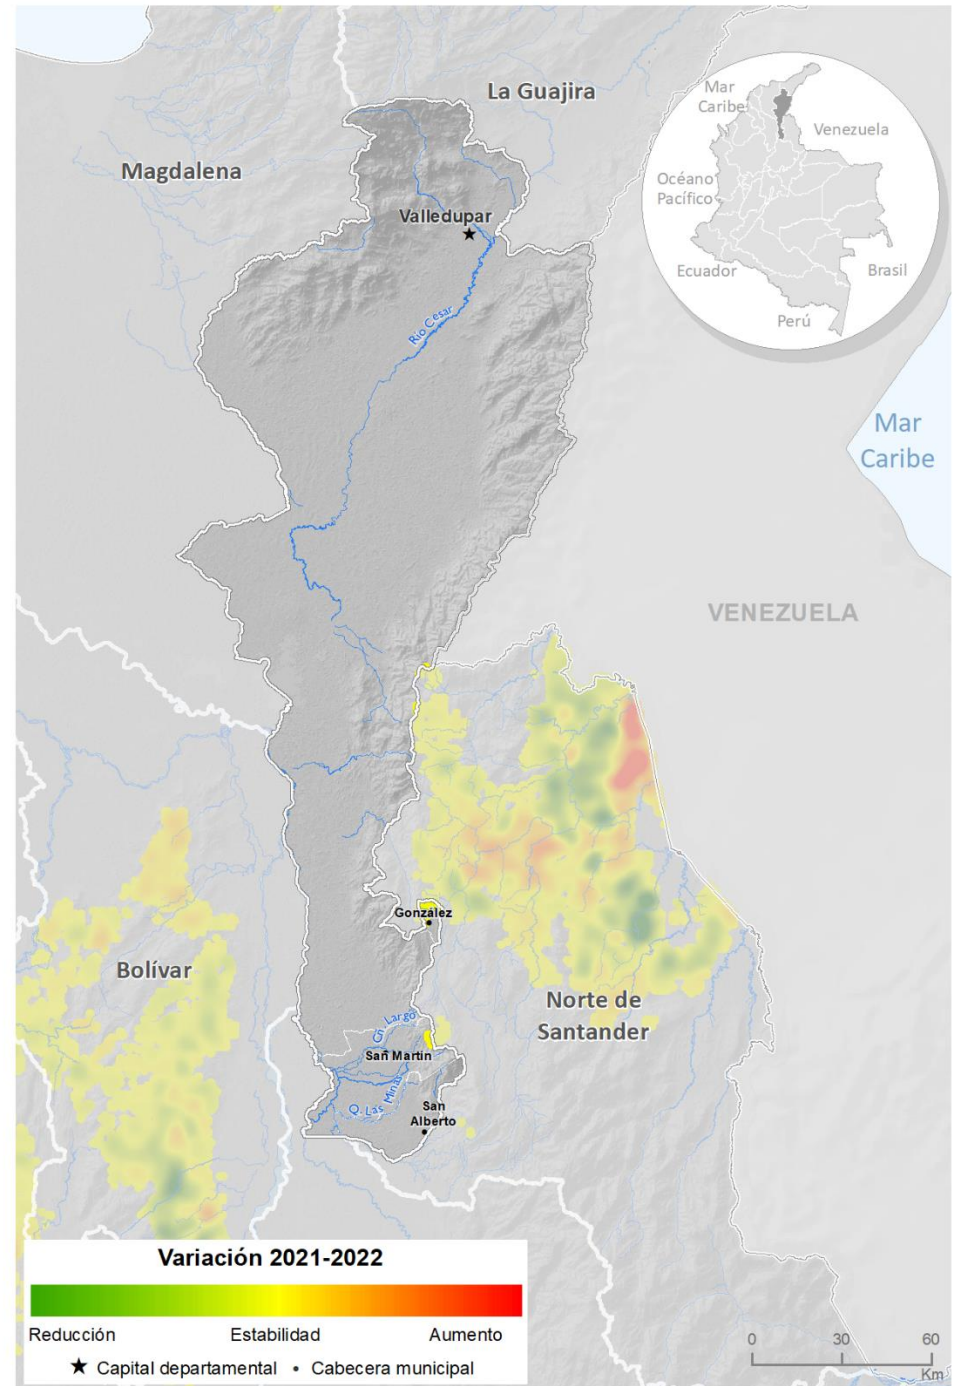 La Guajira
Magdalena
Mar
Caribe
Venezuela
Océano
Pacífico
Ecuador
Brasil
Perú
Valledupar
Río Cesar
Mar
Caribe
VENEZUELA
González
Bolívar
Norte de
Santander
Cn. Largo
San Martín
Q. Las Minas
San
Alberto
Variación 2021-2022
Reducción Estabilidad Aumento
★ Capital departamental • Cabecera municipal
0 30 60
Km